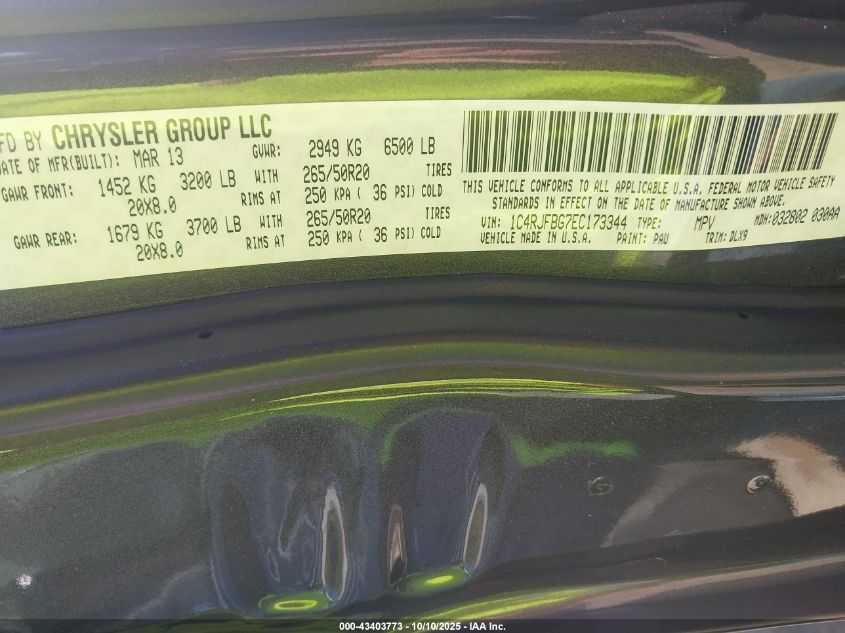 MFD BY CHRYSLER GROUP LLC
DATE OF MFR(BUILT): MAR 13 GVWR: 2949 KG 6500 LB
GAWR FRONT: 1452 KG 3200 LB WITH 265/50R20 TIRES
20X8.0 RIMS AT 250 KPA ( 36 PSI) COLD
GAWR REAR: 1679 KG 3700 LB WITH 265/50R20 TIRES
20X8.0 RIMS AT 250 KPA ( 36 PSI) COLD
THIS VEHICLE CONFORMS TO ALL APPLICABLE U.S.A. FEDERAL MOTOR VEHICLE SAFETY
STANDARDS IN EFFECT ON THE DATE OF MANUFACTURE SHOWN ABOVE.
VIN: 1C4RJFBG7EC173344 TYPE: MPV MDH:032802 030AA
VEHICLE MADE IN U.S.A. PAINT: PAU TRIM: DLX9
000-43403773 - 10/10/2025 - IAA Inc.